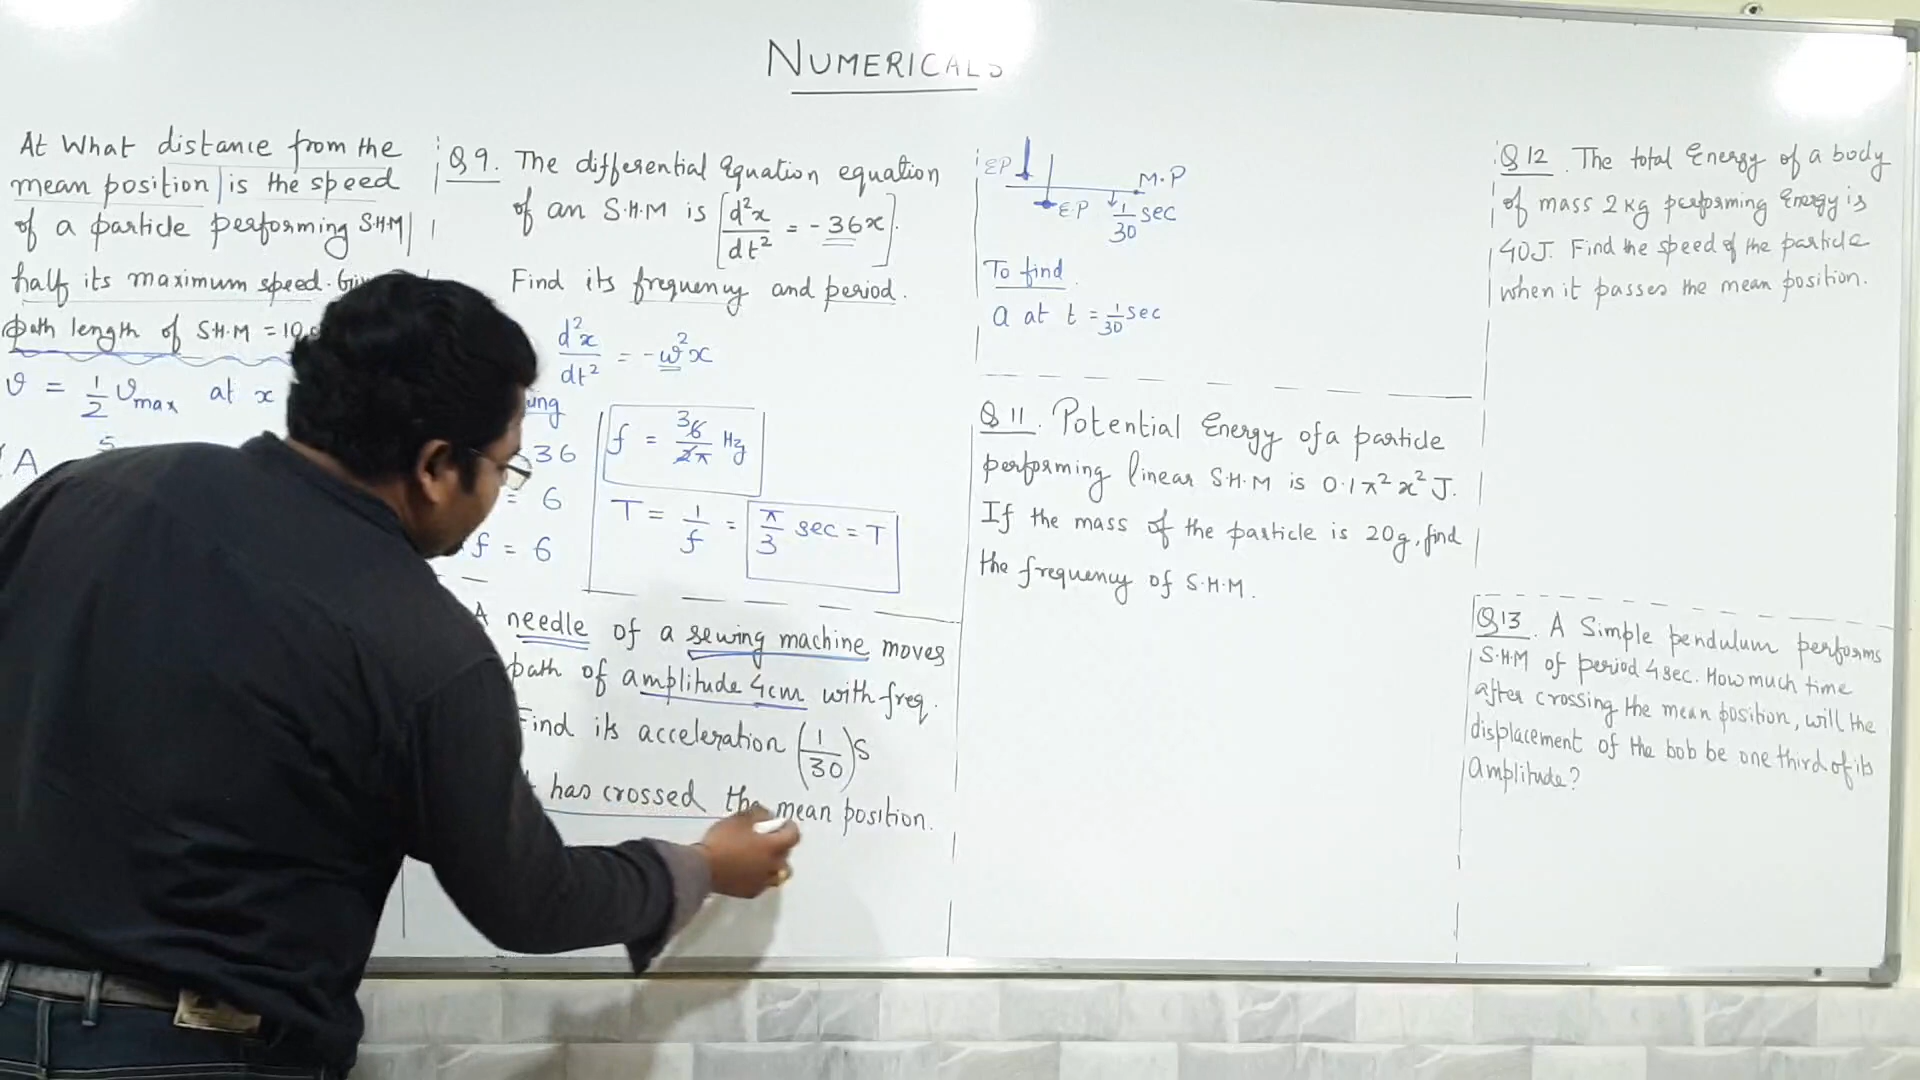 NUMERICALS
At What distance from the
mean position is the speed
of a particle performing S.H.M
half its maximum speed.
path length of S.H.M = 10
v = 1/2 vmax at x
A 5
Q 9. The differential Equation equation
of an S.H.M is [d²x/dt² = -36x].
Find its frequency and period.
d²x/dt² = -ω²x
36
= 6
f = 6
f = 3 6/2π Hz
T = 1/f = π/3 sec = T
A needle of a sewing machine moves
path of amplitude 4cm with freq.
Find its acceleration (1/30)s
has crossed the mean position.
E.P M.P
E.P 1/30 sec
To find
a at t = 1/30 sec
Q 11. Potential Energy of a particle
performing linear S.H.M is 0.1π²x² J.
If the mass of the particle is 20g, find
the frequency of S.H.M.
Q 12. The total Energy of a body
of mass 2kg performing Energy is
40J. Find the speed of the particle
when it passes the mean position.
Q13. A Simple pendulum performs
S.H.M of period 4sec. How much time
after crossing the mean position, will the
displacement of the bob be one third of its
amplitude?